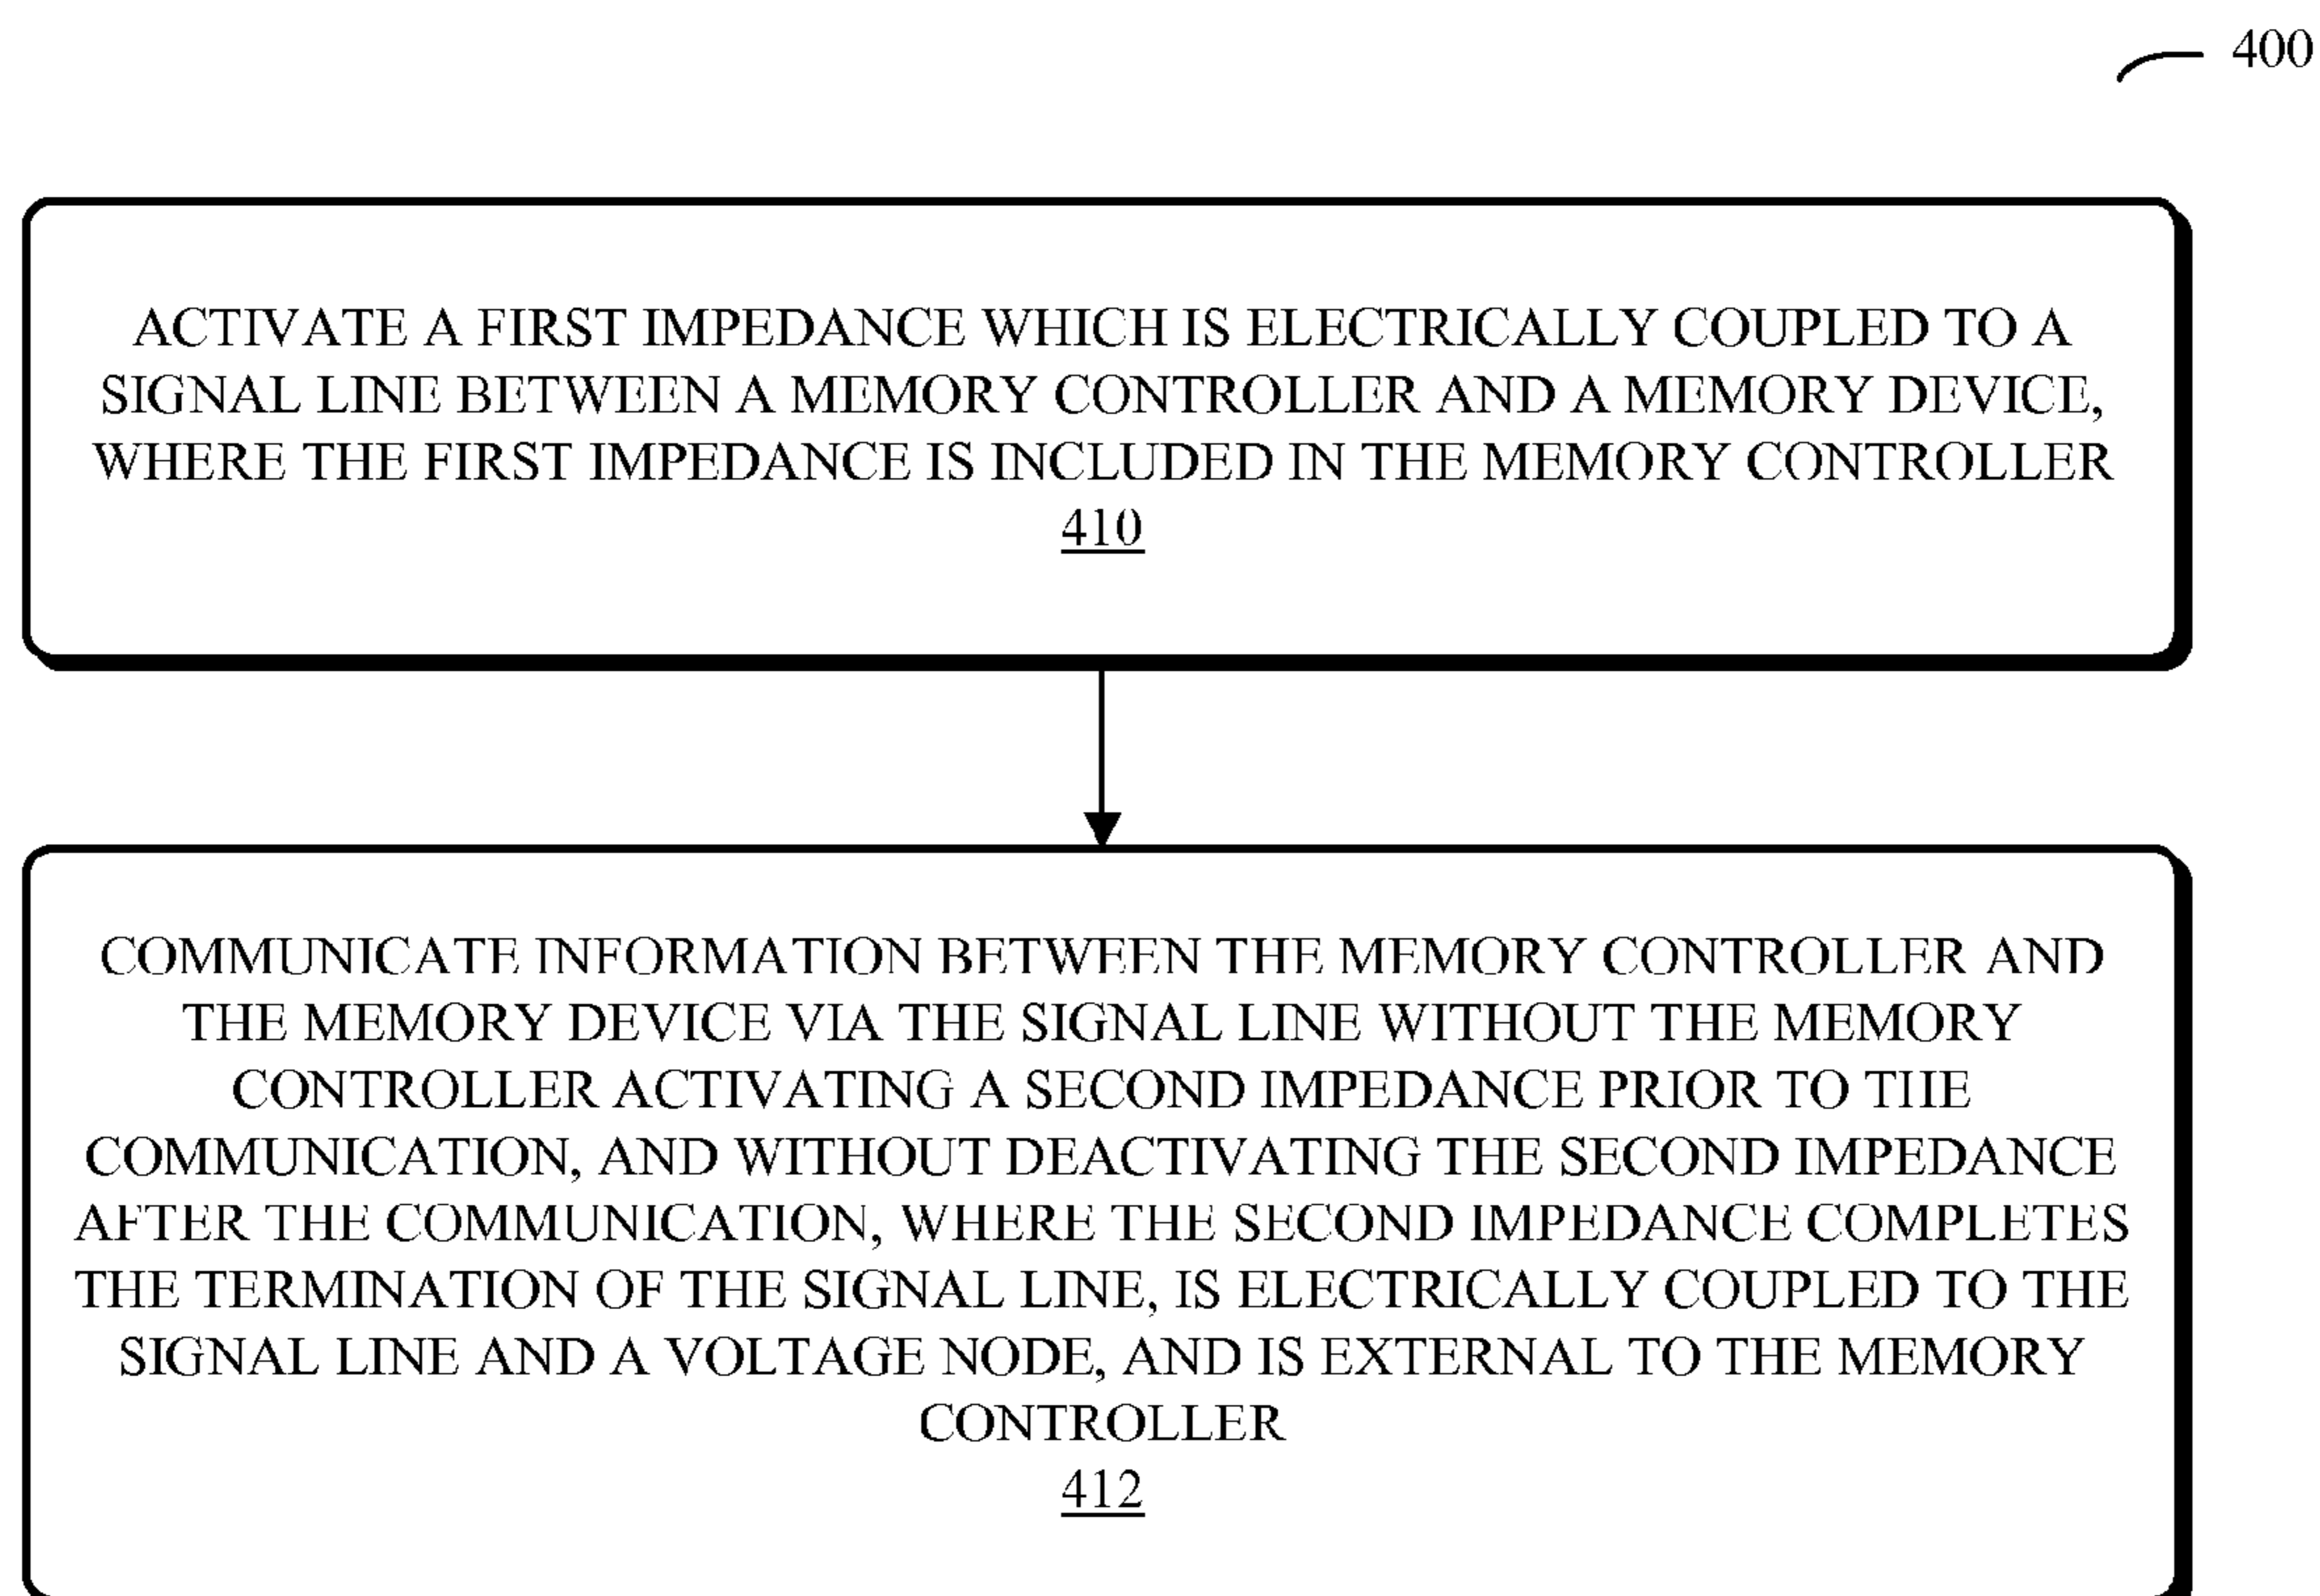 400
ACTIVATE A FIRST IMPEDANCE WHICH IS ELECTRICALLY COUPLED TO A
SIGNAL LINE BETWEEN A MEMORY CONTROLLER AND A MEMORY DEVICE,
WHERE THE FIRST IMPEDANCE IS INCLUDED IN THE MEMORY CONTROLLER
410
COMMUNICATE INFORMATION BETWEEN THE MEMORY CONTROLLER AND
THE MEMORY DEVICE VIA THE SIGNAL LINE WITHOUT THE MEMORY
CONTROLLER ACTIVATING A SECOND IMPEDANCE PRIOR TO THE
COMMUNICATION, AND WITHOUT DEACTIVATING THE SECOND IMPEDANCE
AFTER THE COMMUNICATION, WHERE THE SECOND IMPEDANCE COMPLETES
THE TERMINATION OF THE SIGNAL LINE, IS ELECTRICALLY COUPLED TO THE
SIGNAL LINE AND A VOLTAGE NODE, AND IS EXTERNAL TO THE MEMORY
CONTROLLER
412